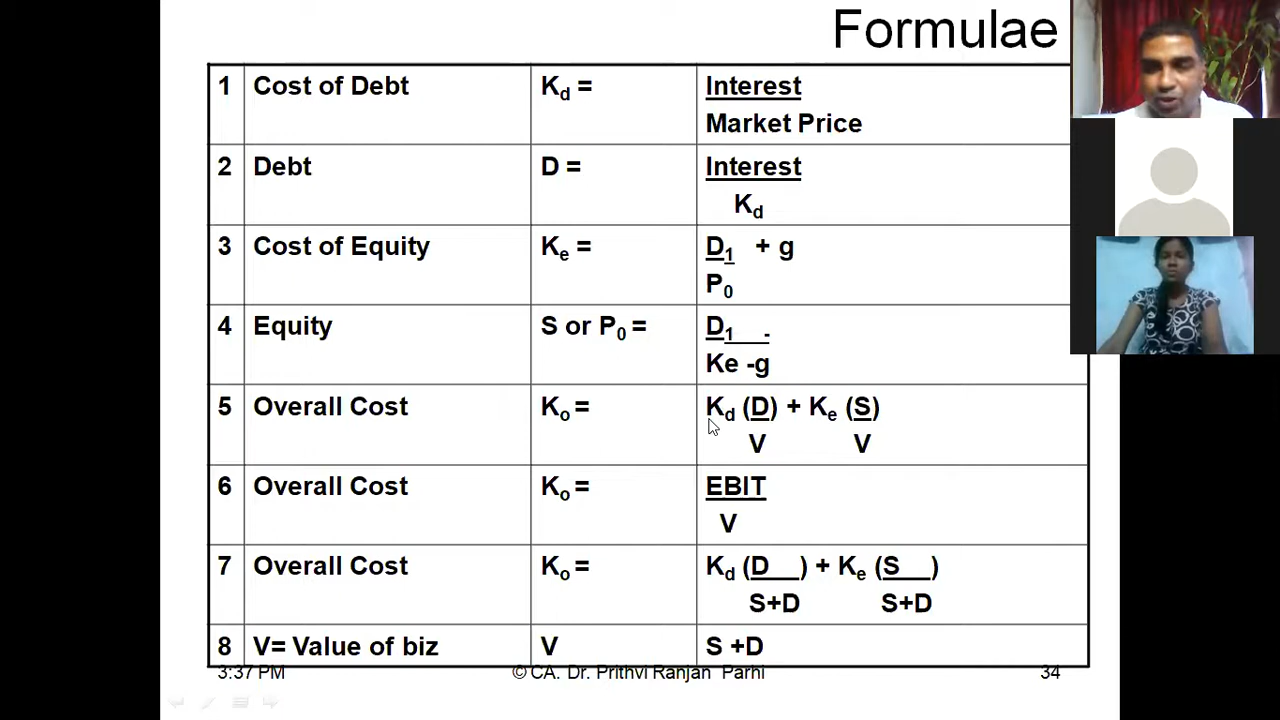 Formulae
1 Cost of Debt Kd = Interest
Market Price
2 Debt D = Interest
Kd
3 Cost of Equity Ke = D1 + g
P0
4 Equity S or P0 = D1 -
Ke -g
5 Overall Cost Ko = Kd (D) + Ke (S)
V V
6 Overall Cost Ko = EBIT
V
7 Overall Cost Ko = Kd (D ) + Ke (S )
S+D S+D
8 V= Value of biz V S +D
3:37 PM © CA. Dr. Prithvi Ranjan Parhi 34